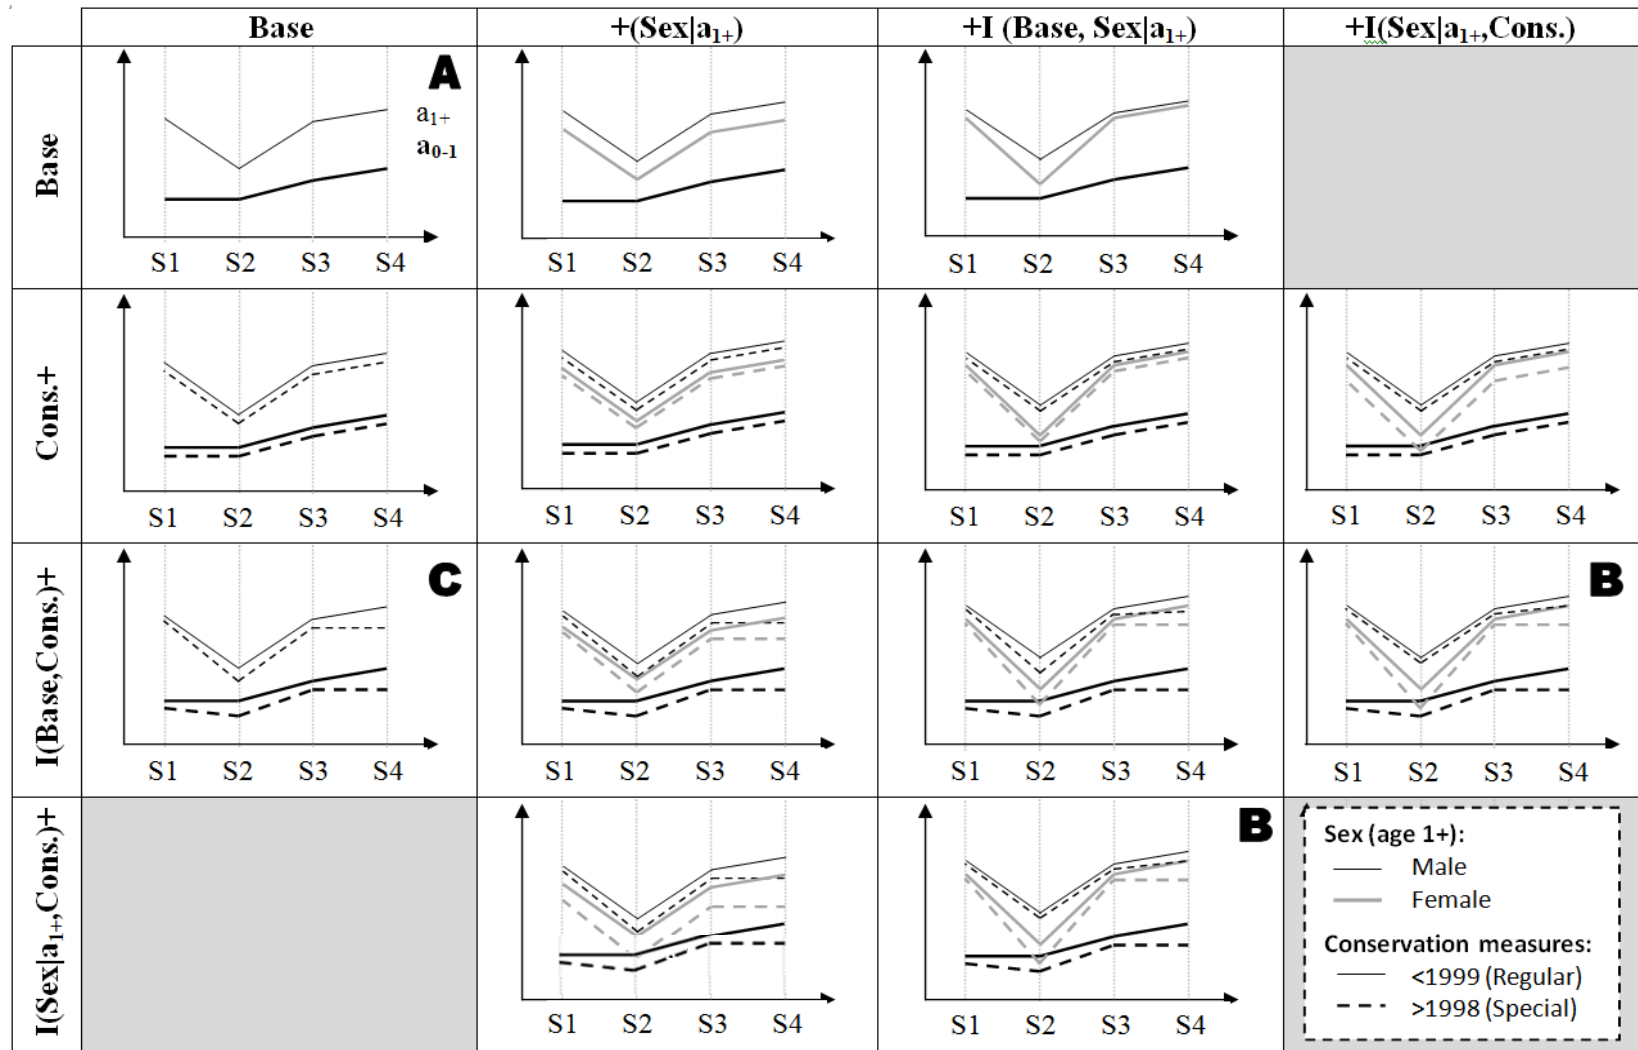 Base
+(Sex|a1+)
+I (Base, Sex|a1+)
+I(Sex|a1+,Cons.)
Base
A
a1+
a0-1
S1 S2 S3 S4
S1 S2 S3 S4
S1 S2 S3 S4
Cons.+
S1 S2 S3 S4
S1 S2 S3 S4
S1 S2 S3 S4
S1 S2 S3 S4
I(Base,Cons.)+
C
B
S1 S2 S3 S4
S1 S2 S3 S4
S1 S2 S3 S4
S1 S2 S3 S4
I(Sex|a1+,Cons.)+
B
S1 S2 S3 S4
S1 S2 S3 S4
Sex (age 1+):
Male
Female
Conservation measures:
<1999 (Regular)
>1998 (Special)